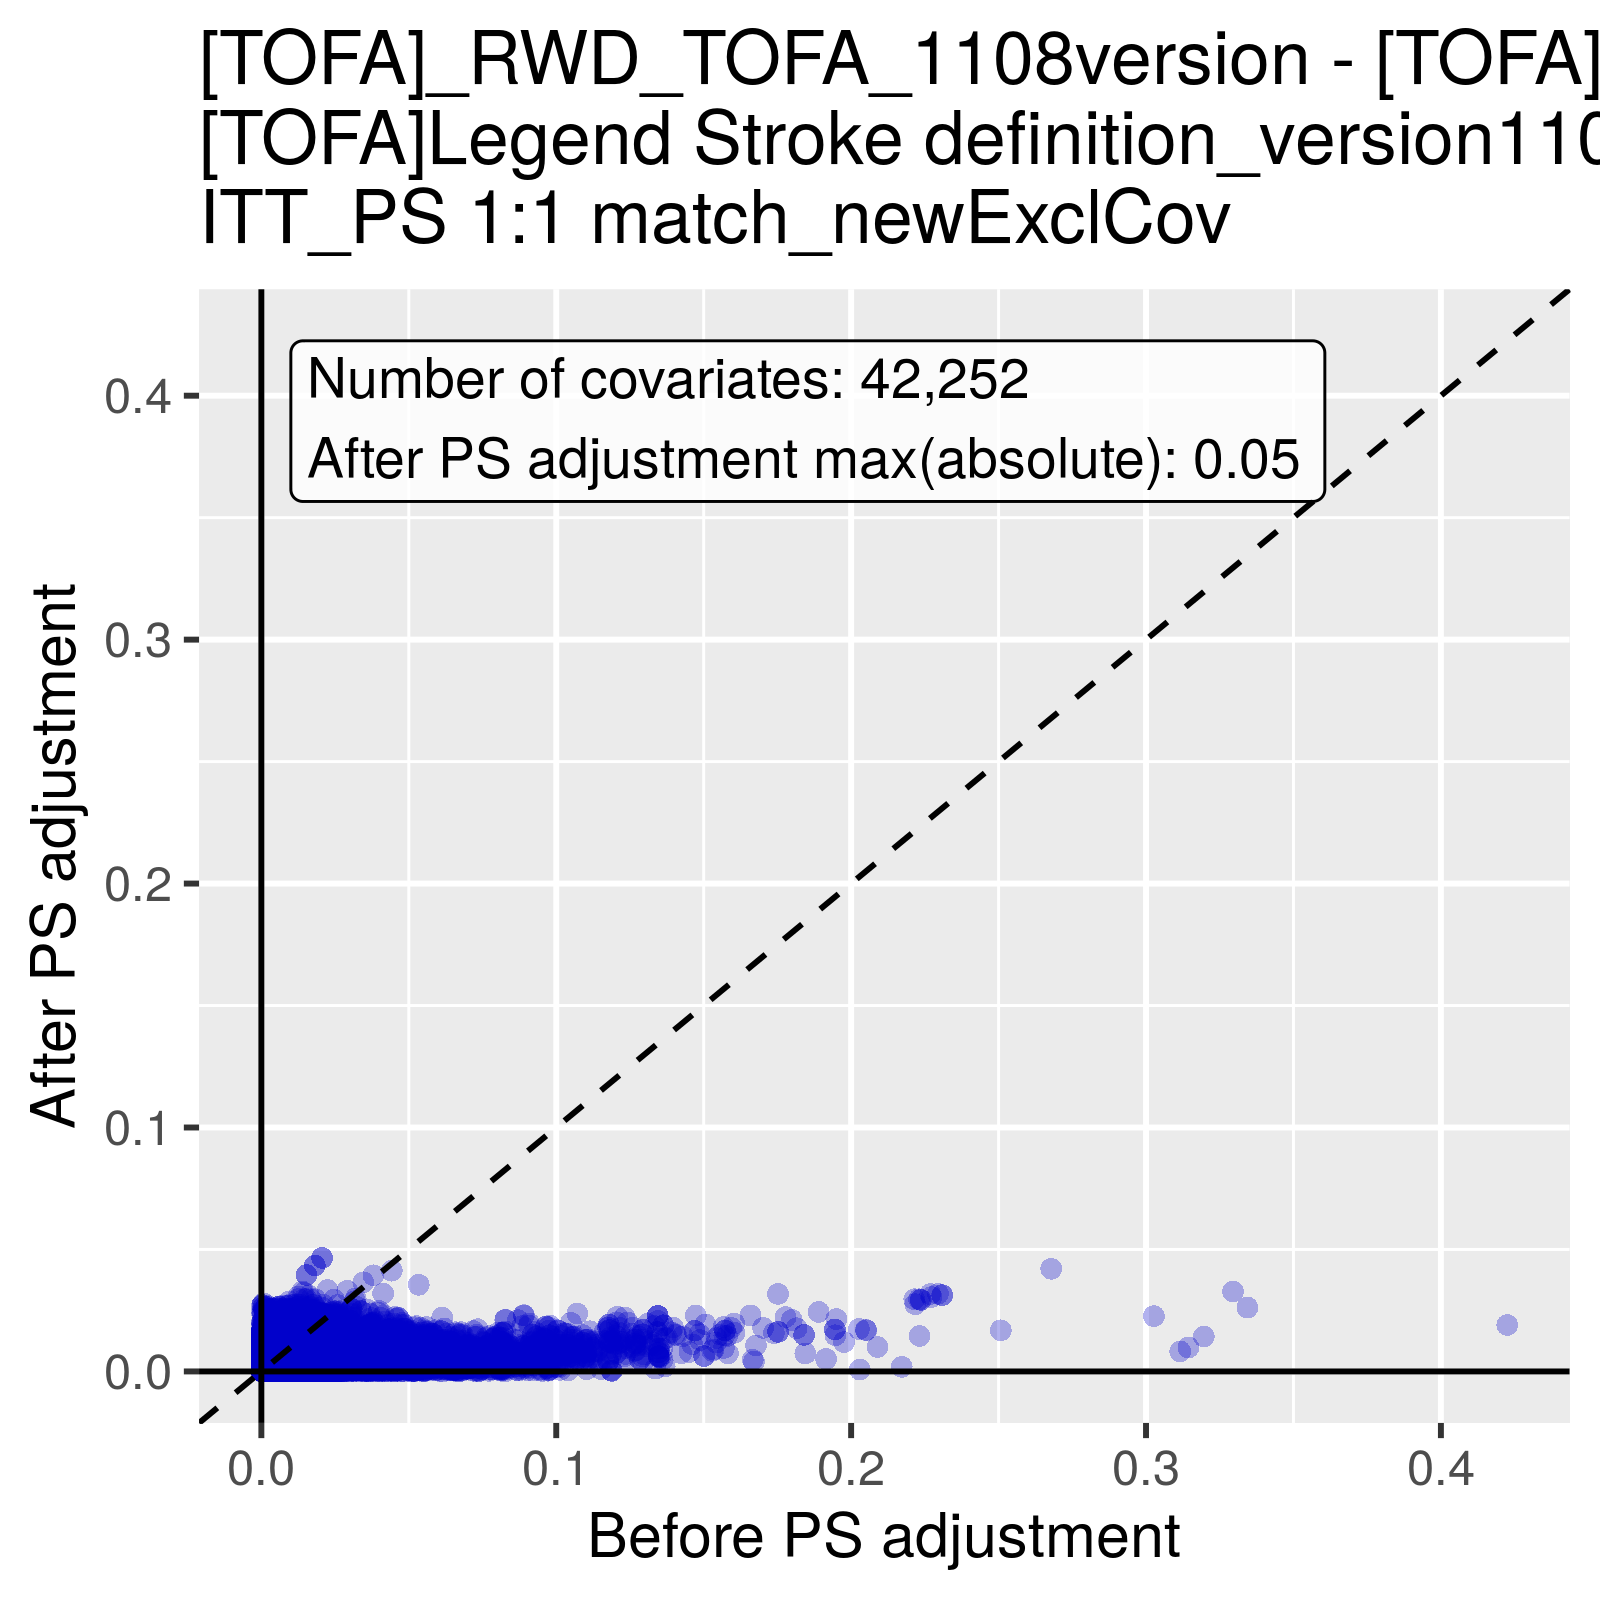 [TOFA]_RWD_TOFA_1108version - [TOFA]
[TOFA]Legend Stroke definition_version110
ITT_PS 1:1 match_newExclCov
Number of covariates: 42,252
After PS adjustment max(absolute): 0.05
After PS adjustment
0.4
0.3
0.2
0.1
0.0
0.0 0.1 0.2 0.3 0.4
Before PS adjustment